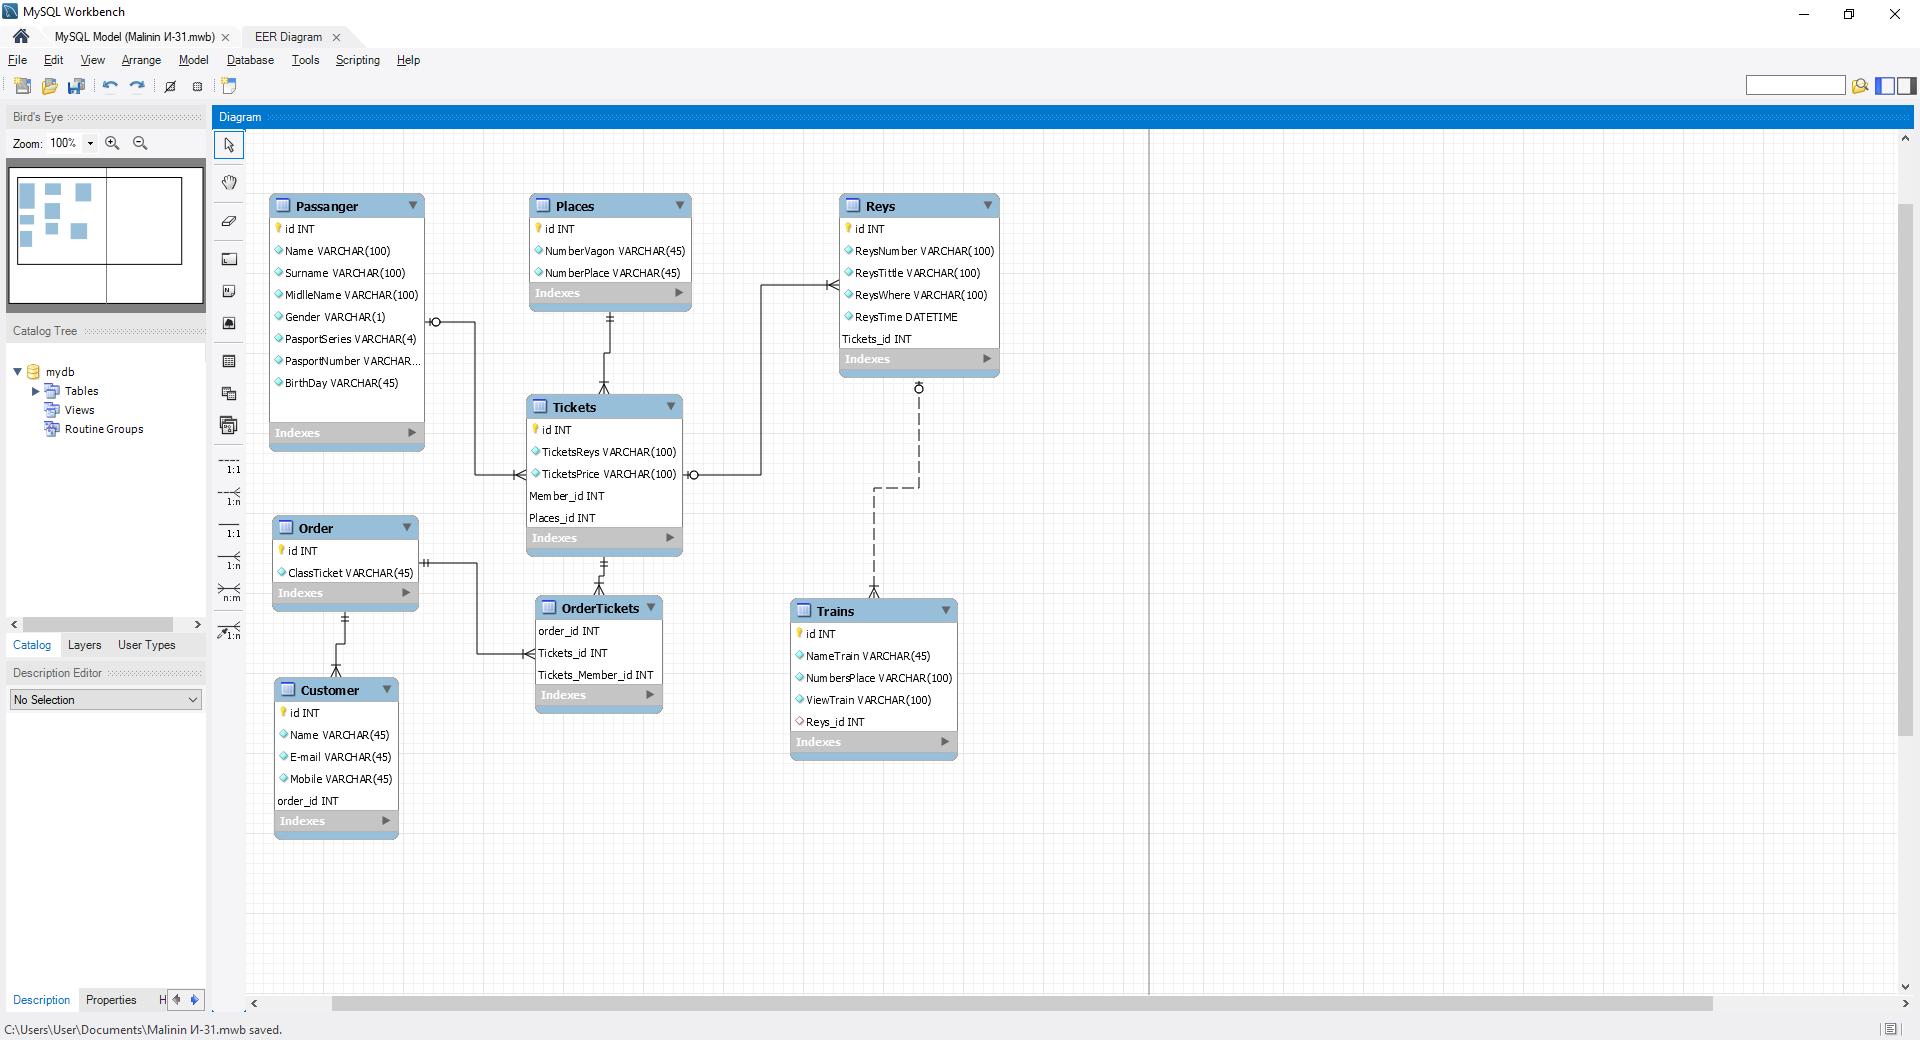 MySQL Workbench
MySQL Model (Malinin И-31.mwb)
EER Diagram
File Edit View Arrange Model Database Tools Scripting Help
Bird's Eye
Zoom: 100%
Catalog Tree
mydb
Tables
Views
Routine Groups
Catalog Layers User Types
Description Editor
No Selection
Description Properties H
Diagram
1:1
1:n
1:1
1:n
n:m
1:n
Passanger
id INT
Name VARCHAR(100)
Surname VARCHAR(100)
MidlleName VARCHAR(100)
Gender VARCHAR(1)
PasportSeries VARCHAR(4)
PasportNumber VARCHAR...
BirthDay VARCHAR(45)
Indexes
Places
id INT
NumberVagon VARCHAR(45)
NumberPlace VARCHAR(45)
Indexes
Reys
id INT
ReysNumber VARCHAR(100)
ReysTittle VARCHAR(100)
ReysWhere VARCHAR(100)
ReysTime DATETIME
Tickets_id INT
Indexes
Tickets
id INT
TicketsReys VARCHAR(100)
TicketsPrice VARCHAR(100)
Member_id INT
Places_id INT
Indexes
Order
id INT
ClassTicket VARCHAR(45)
Indexes
OrderTickets
order_id INT
Tickets_id INT
Tickets_Member_id INT
Indexes
Trains
id INT
NameTrain VARCHAR(45)
NumbersPlace VARCHAR(100)
ViewTrain VARCHAR(100)
Reys_id INT
Indexes
Customer
id INT
Name VARCHAR(45)
E-mail VARCHAR(45)
Mobile VARCHAR(45)
order_id INT
Indexes
C:\Users\User\Documents\Malinin И-31.mwb saved.